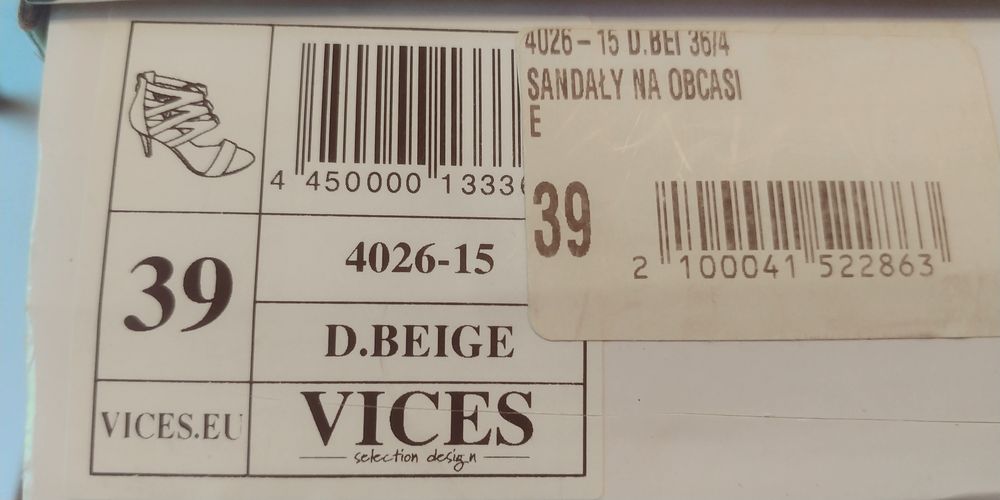 4 450000 1333
39
4026-15
D.BEIGE
VICES.EU
VICES
selection design
4026 - 15 D.BEI 36/4
SANDAŁY NA OBCASI
E
39
2 100041 522863